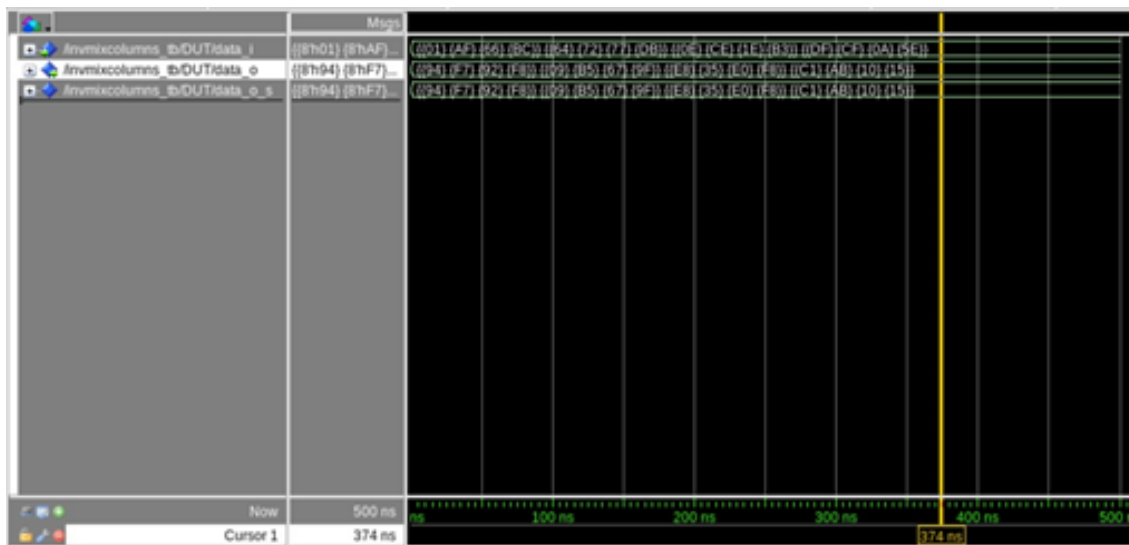 Msgs
/invmixcolumns_tb/DUT/data_i {{8'h01} {8'hAF}... {{01} {AF} {66} {BC}} {{64} {72} {77} {DB}} {{0E} {CE} {1E} {B3}} {{DF} {CF} {0A} {5E}}
/invmixcolumns_tb/DUT/data_o {{8'h94} {8'hF7}... {{94} {F7} {92} {F8}} {{09} {B5} {67} {9F}} {{E8} {35} {E0} {F8}} {{C1} {AB} {10} {15}}
/invmixcolumns_tb/DUT/data_o_s {{8'h94} {8'hF7}... {{94} {F7} {92} {F8}} {{09} {B5} {67} {9F}} {{E8} {35} {E0} {F8}} {{C1} {AB} {10} {15}}
Now 500 ns ns 100 ns 200 ns 300 ns 400 ns 500
Cursor 1 374 ns 374 ns